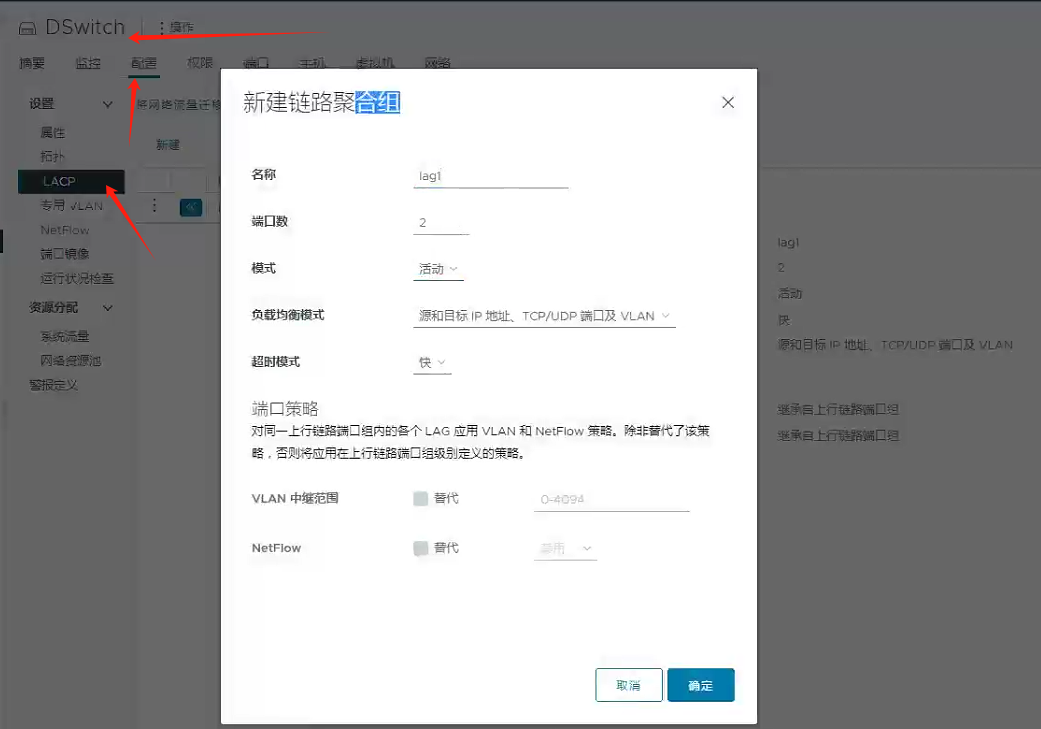 DSwitch
操作
摘要 监控 配置 权限 端口 主机 虚拟机 网络
设置
属性
拓扑
LACP
专用 VLAN
NetFlow
端口镜像
运行状况检查
资源分配
系统流量
网络资源池
警报定义
将网络流量迁移
新建
新建链路聚合组
名称 lag1
端口数 2
模式 活动
负载均衡模式 源和目标 IP 地址、TCP/UDP 端口及 VLAN
超时模式 快
端口策略
对同一上行链路端口组内的各个 LAG 应用 VLAN 和 NetFlow 策略。除非替代了该策
略，否则将应用在上行链路端口组级别定义的策略。
VLAN 中继范围 替代 0-4094
NetFlow 替代 禁用
取消 确定
lag1
2
活动
快
源和目标 IP 地址、TCP/UDP 端口及 VLAN
继承自上行链路端口组
继承自上行链路端口组